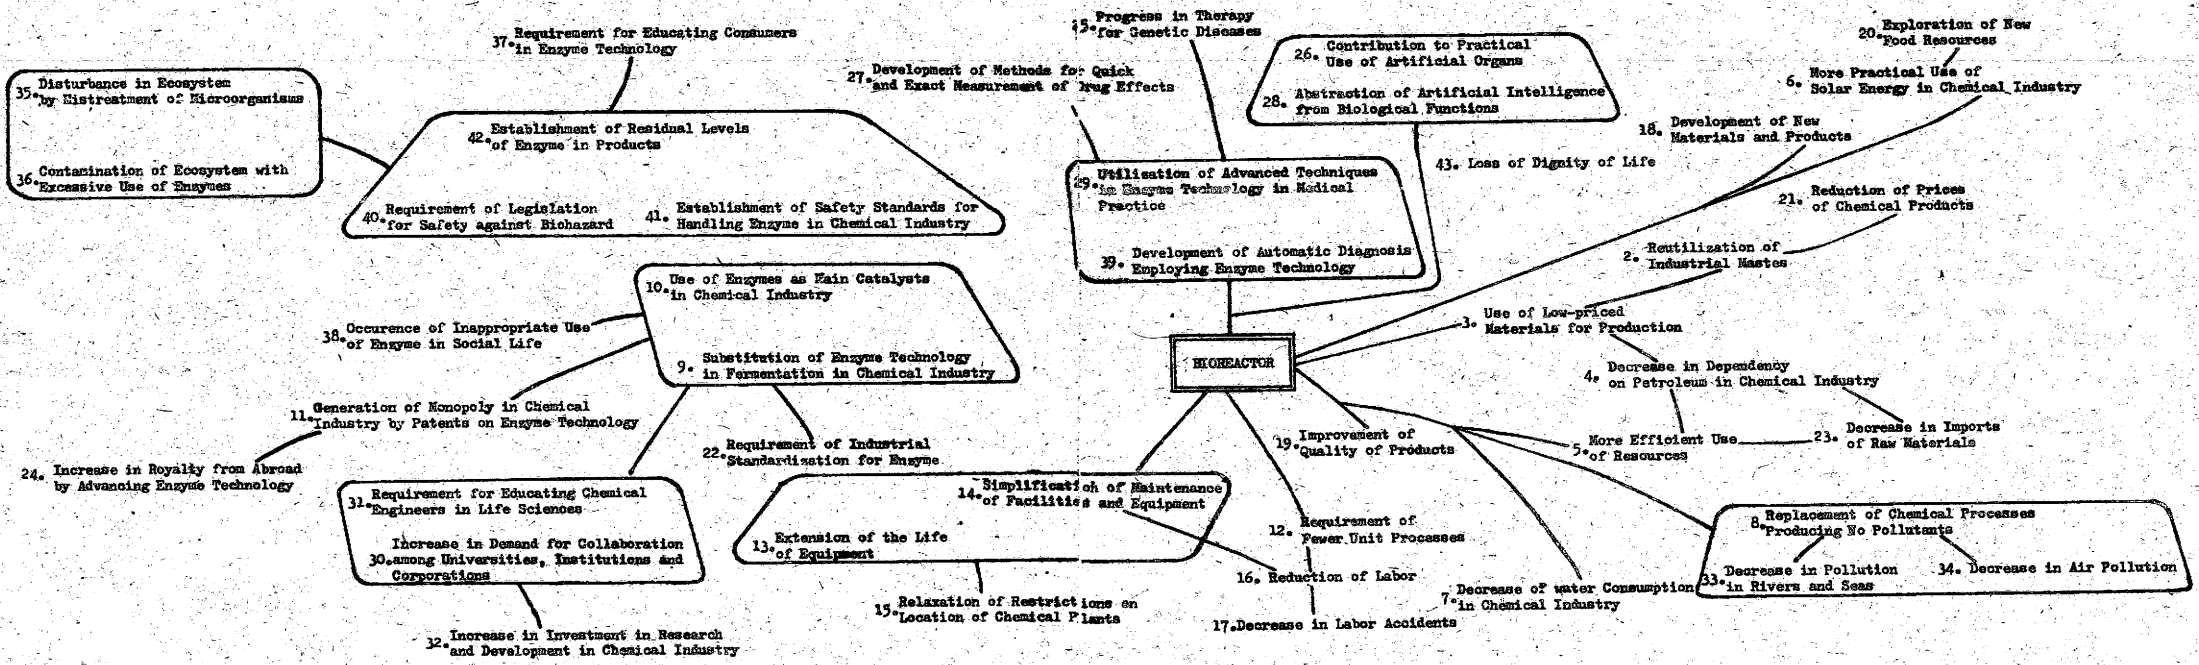 37. Requirement for Educating Consumers
in Enzyme Technology
35. Disturbance in Ecosystem
by Mistreatment of Microorganisms
36. Contamination of Ecosystem with
Excessive Use of Enzymes
42. Establishment of Residual Levels
of Enzyme in Products
40. Requirement of Legislation
for Safety against Biohazard
41. Establishment of Safety Standards for
Handling Enzyme in Chemical Industry
Progress in Therapy
for Genetic Diseases
27. Development of Methods for Quick
and Exact Measurement of Drug Effects
26. Contribution to Practical
Use of Artificial Organs
28. Abstraction of Artificial Intelligence
from Biological Functions
20. Exploration of New
Food Resources
6. More Practical Use of
Solar Energy in Chemical Industry
18. Development of New
Materials and Products
43. Loss of Dignity of Life
29. Utilization of Advanced Techniques
in Enzyme Technology in Medical
Practice
39. Development of Automatic Diagnosis
Employing Enzyme Technology
21. Reduction of Prices
of Chemical Products
2. Reutilization of
Industrial Wastes
10. Use of Enzymes as Main Catalysts
in Chemical Industry
9. Substitution of Enzyme Technology
in Fermentation in Chemical Industry
38. Occurence of Inappropriate Use
of Enzyme in Social Life
11. Generation of Monopoly in Chemical
Industry by Patents on Enzyme Technology
24. Increase in Royalty from Abroad
by Advancing Enzyme Technology
22. Requirement of Industrial
Standardization for Enzyme
BIOREACTOR
3. Use of Low-priced
Materials for Production
4. Decrease in Dependency
on Petroleum in Chemical Industry
5. More Efficient Use
of Resources
23. Decrease in Imports
of Raw Materials
19. Improvement of
Quality of Products
31. Requirement for Educating Chemical
Engineers in Life Sciences
30. Increase in Demand for Collaboration
among Universities, Institutions and
Corporations
32. Increase in Investment in Research
and Development in Chemical Industry
14. Simplification of Maintenance
of Facilities and Equipment
13. Extension of the Life
of Equipment
15. Relaxation of Restrictions on
Location of Chemical Plants
12. Requirement of
Fewer Unit Processes
16. Reduction of Labor
17. Decrease in Labor Accidents
7. Decrease of water Consumption
in Chemical Industry
8. Replacement of Chemical Processes
Producing No Pollutants
33. Decrease in Pollution
in Rivers and Seas
34. Decrease in Air Pollution